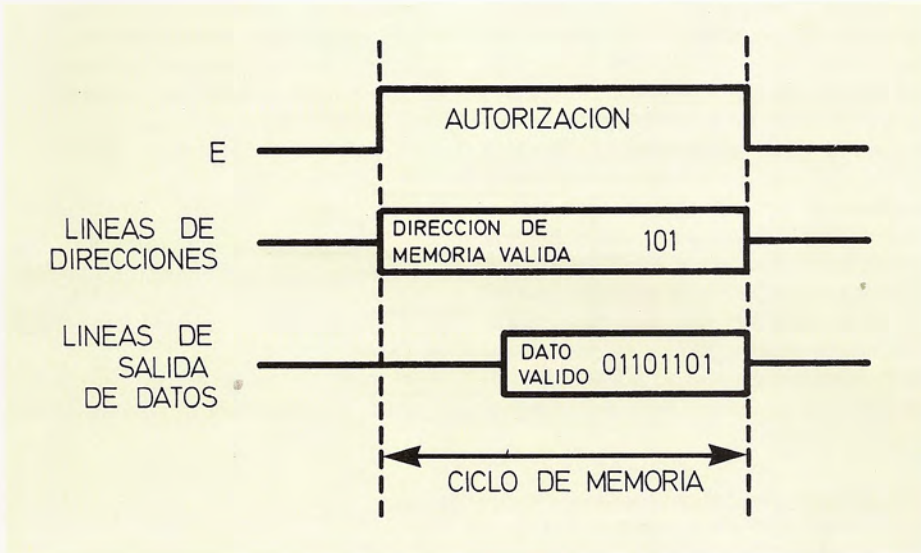 AUTORIZACION
E
LINEAS DE
DIRECCIONES
DIRECCION DE
MEMORIA VALIDA 101
LINEAS DE
SALIDA
DE DATOS
DATO
VALIDO 01101101
CICLO DE MEMORIA